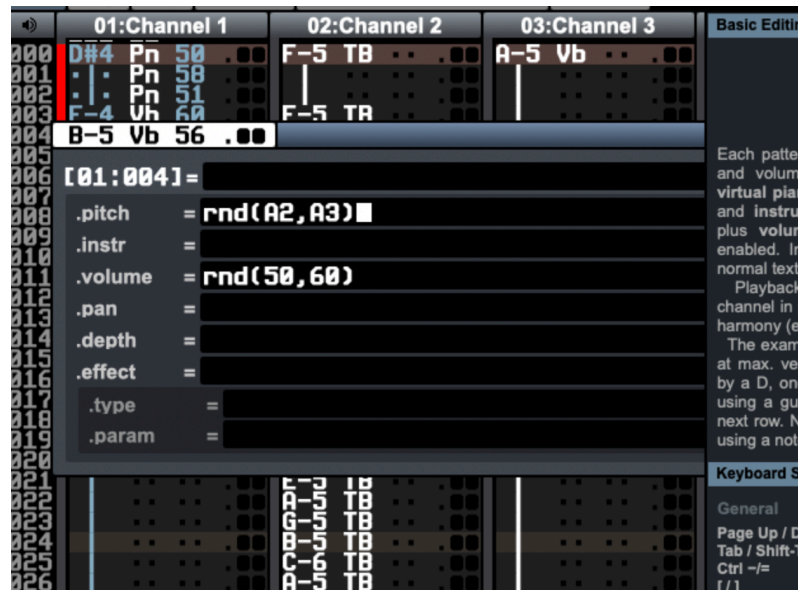 01:Channel 1 02:Channel 2 03:Channel 3 Basic Editin
000 D#4 Pn 50 F-5 TB A-5 Vb
001 Pn 58
002 Pn 51
003 F-4 Vb 60 F-5 TB
004 B-5 Vb 56
005
006 [01:004]=
007
008 .pitch = rnd(A2,A3)
009 .instr =
010
011 .volume = rnd(50,60)
012
013 .pan =
014 .depth =
015
016 .effect =
017 .type =
018
019 .param =
020
021 E-5 TB
022 A-5 TB
023 G-5 TB
024 B-5 TB
025 C-6 TB
026 A-5 TB
Each patte
and volum
virtual pia
and instru
plus volur
enabled. In
normal text
Playback
channel in
harmony (e
The exam
at max. ve
by a D, on
using a gu
next row. N
using a not
Keyboard S
General
Page Up / D
Tab / Shift-T
Ctrl –/=
[ / ]